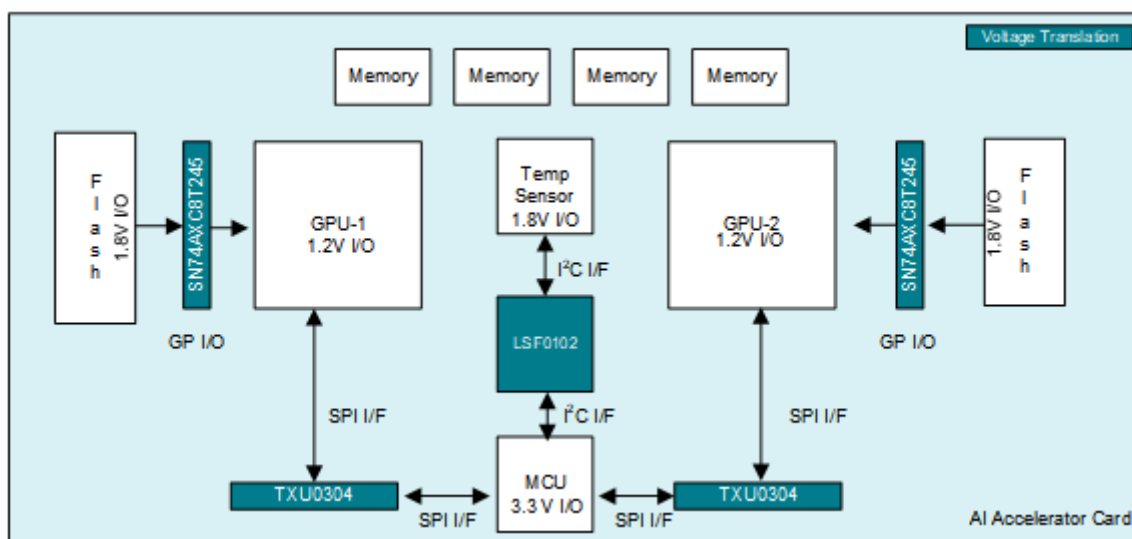 Voltage Translation
Memory
Memory
Memory
Memory
Flash
1.8V I/O
SN74AXC8T245
GP I/O
GPU-1
1.2V I/O
Temp
Sensor
1.8V I/O
I²C I/F
LSF0102
I²C I/F
GPU-2
1.2V I/O
SN74AXC8T245
GP I/O
1.8V I/O
Flash
SPI I/F
SPI I/F
TXU0304
SPI I/F
MCU
3.3 V I/O
SPI I/F
TXU0304
AI Accelerator Card